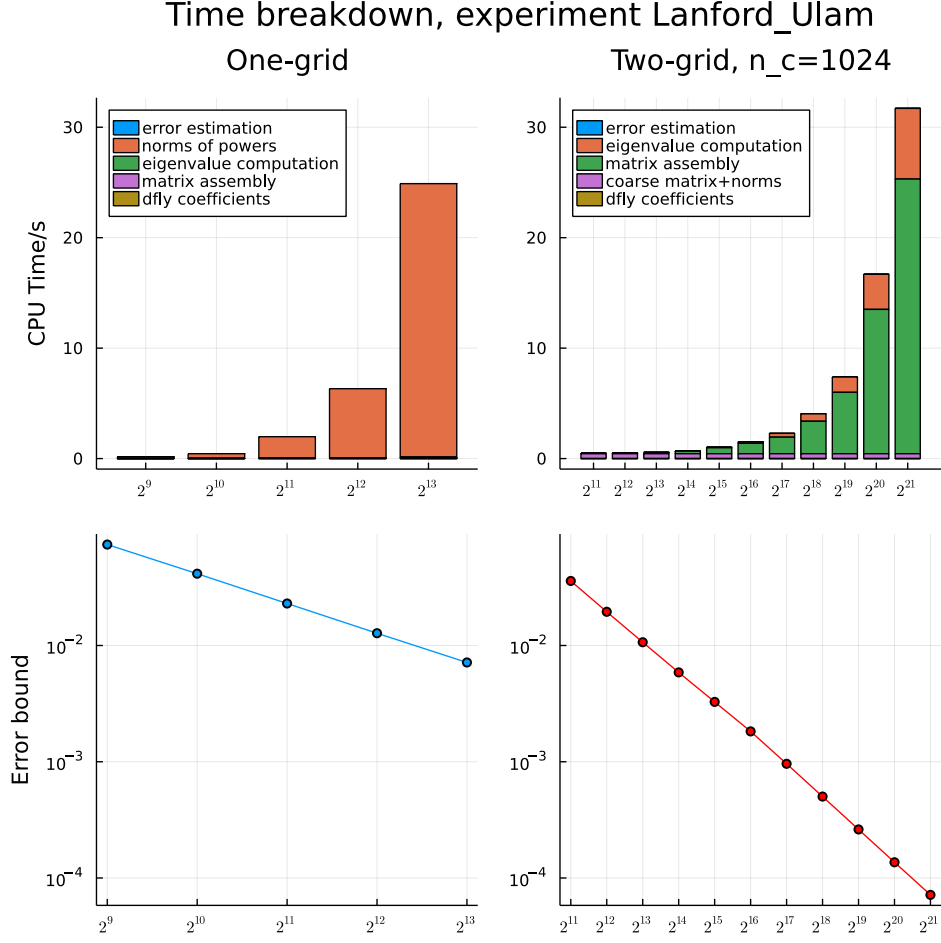 Time breakdown, experiment Lanford_Ulam
One-grid
Two-grid, n_c=1024
CPU Time/s
30
20
10
0
error estimation
norms of powers
eigenvalue computation
matrix assembly
dfly coefficients
2^9 2^10 2^11 2^12 2^13
30
20
10
0
error estimation
eigenvalue computation
matrix assembly
coarse matrix+norms
dfly coefficients
2^11 2^12 2^13 2^14 2^15 2^16 2^17 2^18 2^19 2^20 2^21
Error bound
10^−2
10^−3
10^−4
2^9 2^10 2^11 2^12 2^13
10^−2
10^−3
10^−4
2^11 2^12 2^13 2^14 2^15 2^16 2^17 2^18 2^19 2^20 2^21